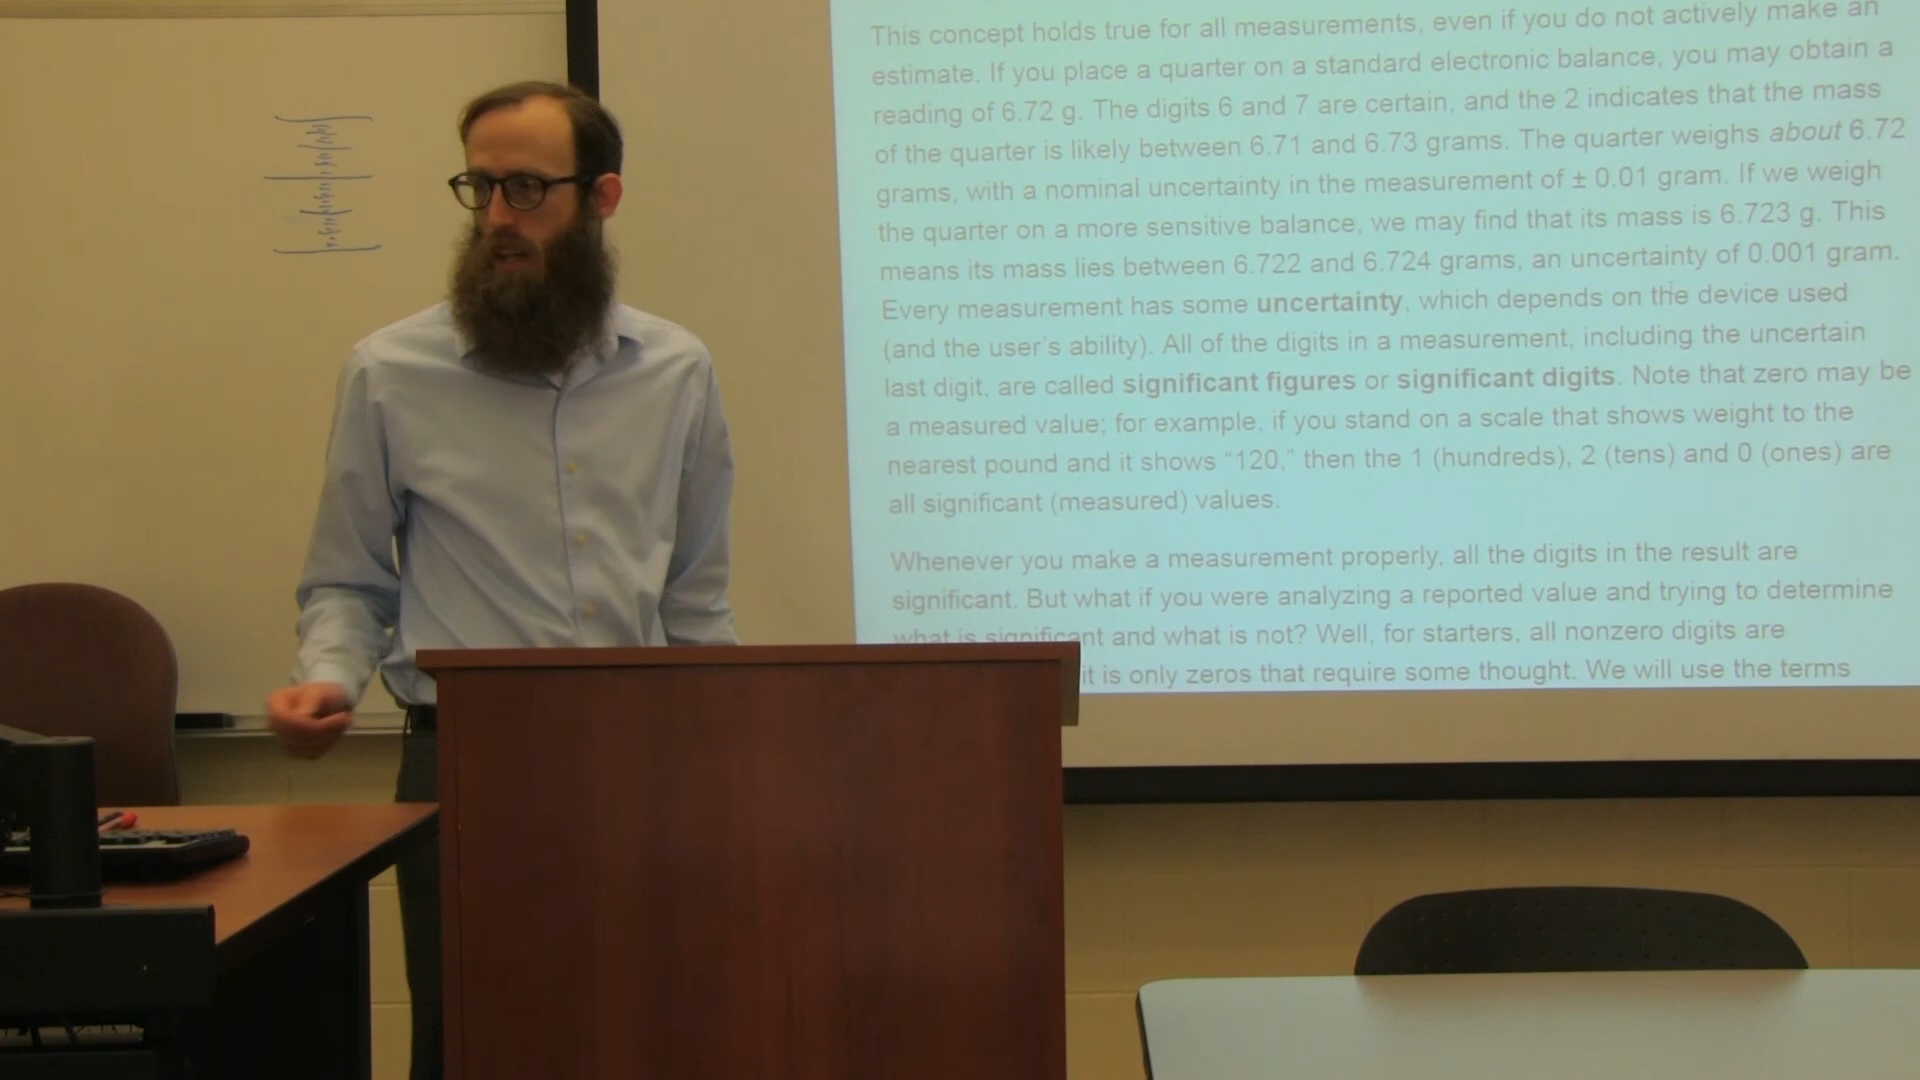 This concept holds true for all measurements, even if you do not actively make an
estimate. If you place a quarter on a standard electronic balance, you may obtain a
reading of 6.72 g. The digits 6 and 7 are certain, and the 2 indicates that the mass
of the quarter is likely between 6.71 and 6.73 grams. The quarter weighs about 6.72
grams, with a nominal uncertainty in the measurement of ± 0.01 gram. If we weigh
the quarter on a more sensitive balance, we may find that its mass is 6.723 g. This
means its mass lies between 6.722 and 6.724 grams, an uncertainty of 0.001 gram.
Every measurement has some uncertainty, which depends on the device used
(and the user's ability). All of the digits in a measurement, including the uncertain
last digit, are called significant figures or significant digits. Note that zero may be
a measured value; for example, if you stand on a scale that shows weight to the
nearest pound and it shows “120,” then the 1 (hundreds), 2 (tens) and 0 (ones) are
all significant (measured) values.
Whenever you make a measurement properly, all the digits in the result are
significant. But what if you were analyzing a reported value and trying to determine
what is significant and what is not? Well, for starters, all nonzero digits are
it is only zeros that require some thought. We will use the terms